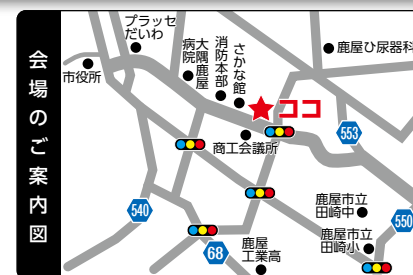 会場のご案内図
プラッセ
だいわ
市役所
大隅鹿屋
病院
消防本部
さかな館
鹿屋ひ尿器科
ココ
商工会議所
553
540
68
鹿屋
工業高
鹿屋市立
田崎中
550
鹿屋市立
田崎小